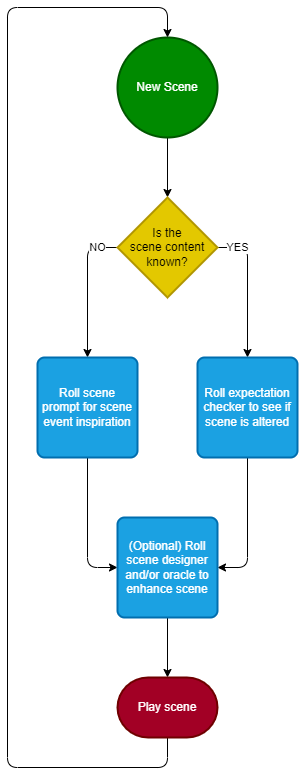 New Scene
Is the
scene content
known?
NO
YES
Roll scene
prompt for scene
event inspiration
Roll expectation
checker to see if
scene is altered
(Optional) Roll
scene designer
and/or oracle to
enhance scene
Play scene